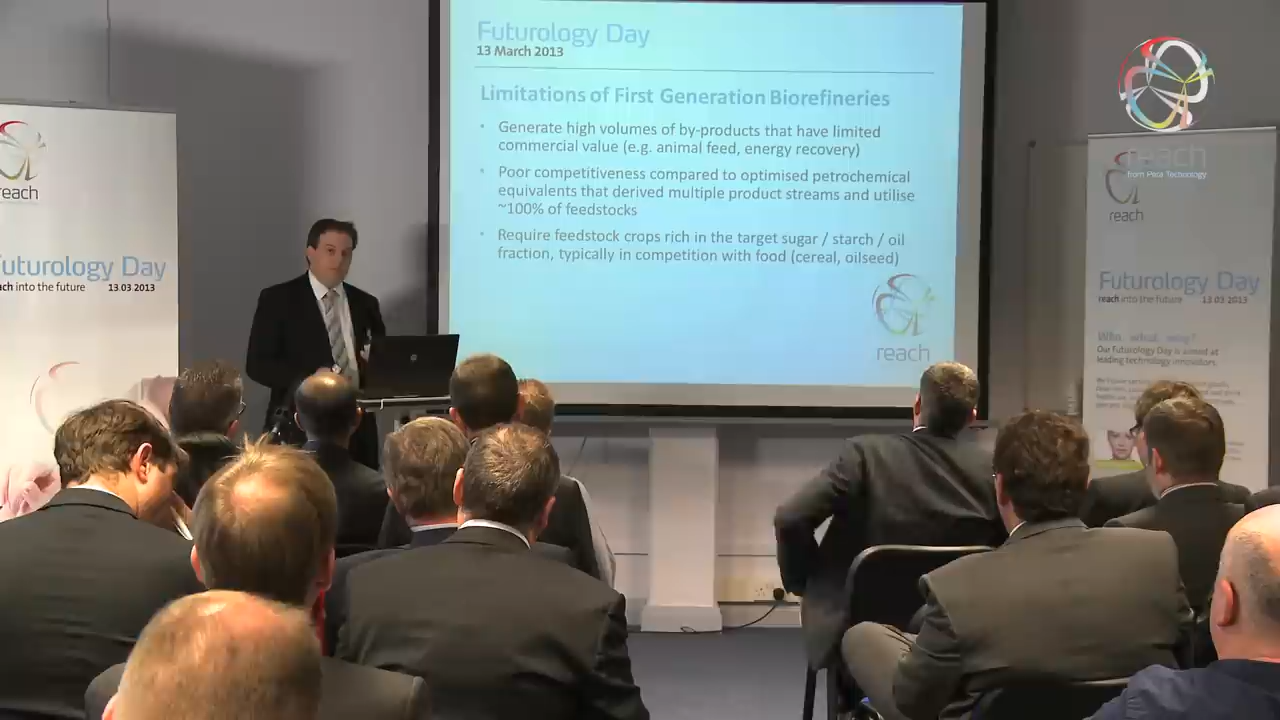 Futurology Day
13 March 2013
Limitations of First Generation Biorefineries
• Generate high volumes of by-products that have limited
commercial value (e.g. animal feed, energy recovery)
• Poor competitiveness compared to optimised petrochemical
equivalents that derived multiple product streams and utilise
~100% of feedstocks
• Require feedstock crops rich in the target sugar / starch / oil
fraction, typically in competition with food (cereal, oilseed)
reach
reach
uturology Day
ach into the future 13.03 2013
reach
from Pera Technology
reach
Futurology Day
reach into the future 13 03 2013
Who, what, why?
Our Futurology Day is aimed at
leading technology innovators.